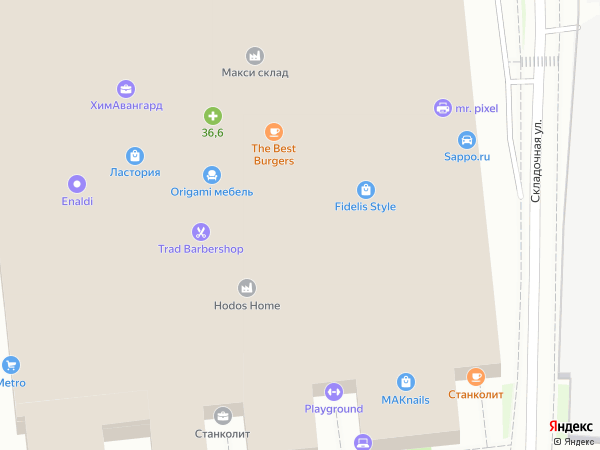 Макси склад
ХимАвангард
mr. pixel
36,6
The Best
Burgers
Sappo.ru
Ластория
Origami мебель
Enaldi
Fidelis Style
Складочная ул.
Trad Barbershop
Hodos Home
Metro
Станколит
MAKnails
Playground
Станколит
Яндекс
© Яндекс